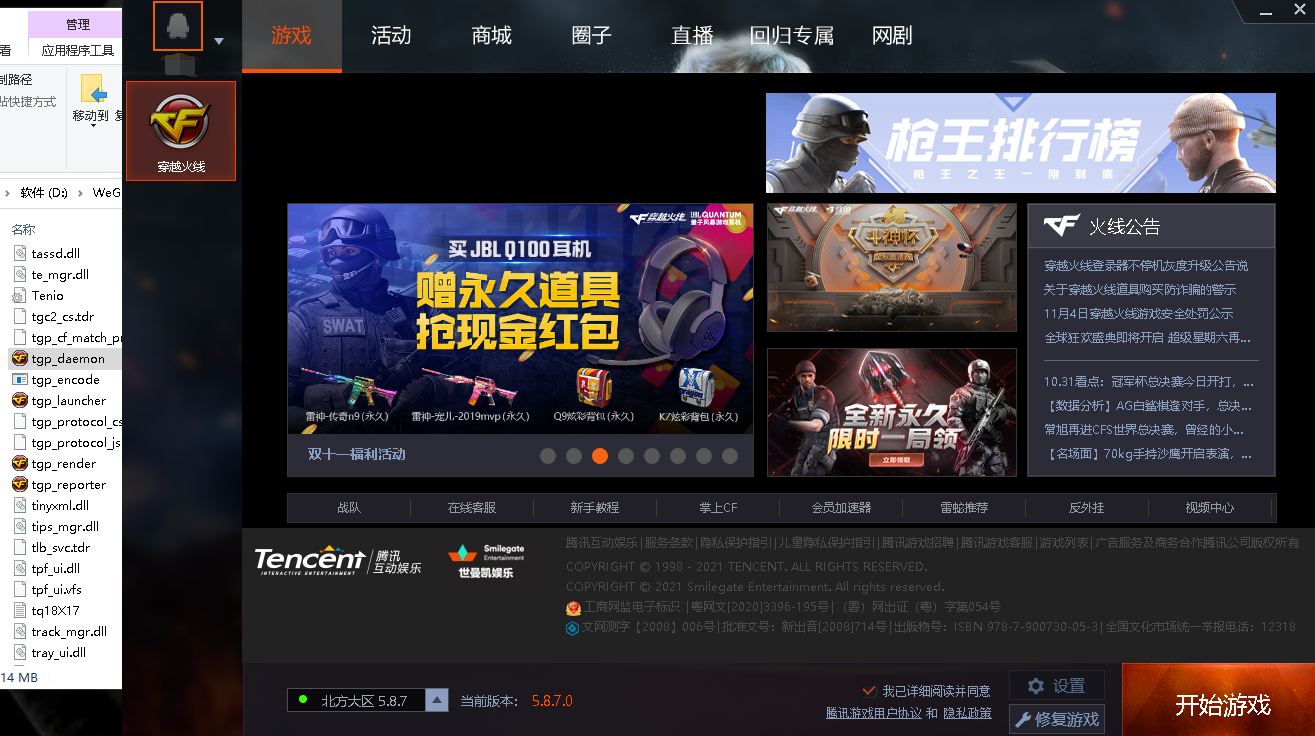 管理
看
应用程序工具
制路径
贴快捷方式
移动到
复
软件 (D:)
WeG
名称
tassd.dll
te_mgr.dll
Tenio
tgc2_cs.tdr
tgp_cf_match_pr
tgp_daemon
tgp_encode
tgp_launcher
tgp_protocol_cs
tgp_protocol_js
tgp_render
tgp_reporter
tinyxml.dll
tips_mgr.dll
tlb_svc.tdr
tpf_ui.dll
tpf_ui.vfs
tq18X17
track_mgr.dll
tray_ui.dll
14 MB
穿越火线
游戏 活动 商城 圈子 直播 回归专属 网剧
枪王排行榜
枪王之王一刚到底
穿越火线
JBL QUANTUM
量子风暴游戏耳机
买JBL Q100耳机
赠永久道具
抢现金红包
SWAT
雷神-传奇n9 (永久)
雷神-宠儿-2019mvp (永久)
Q9炫彩背包 (永久)
KZ炫彩背包 (永久)
双十一福利活动
穿越火线
斗神杯
全新永久
限时一局领
立即领取
火线公告
穿越火线登录器不停机灰度升级公告说
关于穿越火线道具购买防诈骗的警示
11月4日穿越火线游戏安全处罚公示
全球狂欢盛典即将开启 超级星期六再...
10.31看点：冠军杯总决赛今日开打，...
【数据分析】AG白鲨棋逢对手，总决...
常旭再进CFS世界总决赛，曾经的小...
【名场面】70kg手持沙鹰开启表演，...
战队 在线客服 新手教程 掌上CF 会员加速器 雷蛇推荐 反外挂 视频中心
Tencent 腾讯
INTERACTIVE ENTERTAINMENT 互动娱乐
Smilegate
Entertainment
世曼凯娱乐
腾讯互动娱乐|服务条款|隐私保护指引|儿童隐私保护指引|腾讯游戏招聘|腾讯游戏客服|游戏列表|广告服务及商务合作腾讯公司版权所有
COPYRIGHT © 1998 - 2021 TENCENT. ALL RIGHTS RESERVED.
COPYRIGHT © 2021 Smilegate Entertainment. All rights reserved.
工商网监电子标识 |粤网文[2020]3396-195号| （署）网出证（粤）字第054号
文网测字【2008】006号|批准文号：新出音[2008]714号|出版物号：ISBN 978-7-900730-05-3|全国文化市场统一举报电话：12318
北方大区 5.8.7
当前版本： 5.8.7.0
我已详细阅读并同意
腾讯游戏用户协议 和 隐私政策
设置
修复游戏
开始游戏